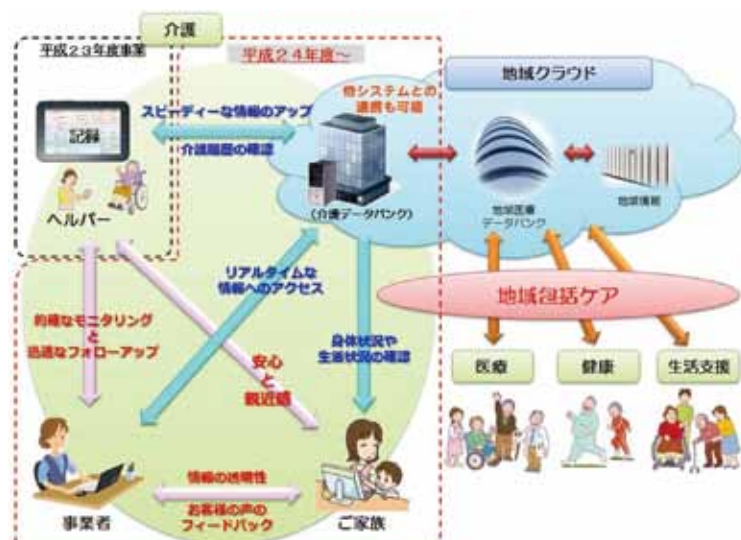 介護
平成23年度事業
平成24年度～
地域クラウド
他システムとの
連携も可能
スピーディーな情報のアップ
介護履歴の確認
記録
ヘルパー
(介護データバンク)
地域医療
データバンク
地域情報
リアルタイムな
情報へのアクセス
地域包括ケア
的確なモニタリング
と
迅速なフォローアップ
安心
と
親近感
身体状況や
生活状況の確認
医療
健康
生活支援
情報の透明性
お客様の声の
フィードバック
事業者
ご家族